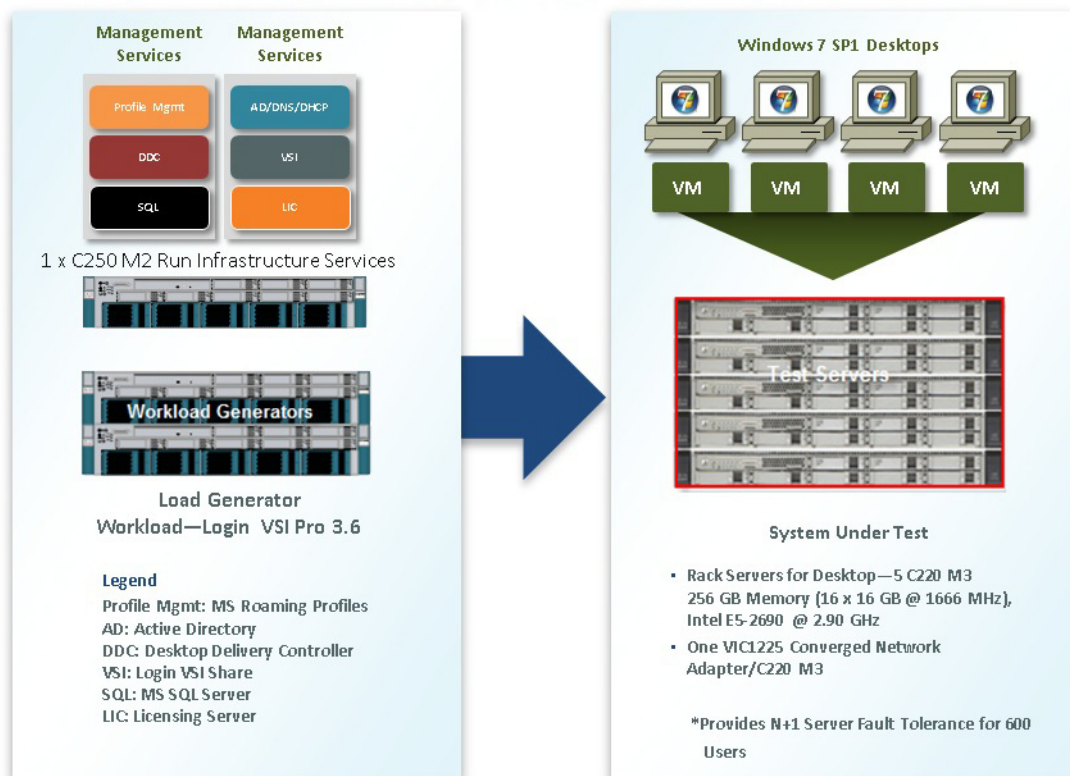 Management
Services
Management
Services
Profile Mgmt
AD/DNS/DHCP
DDC
VSI
SQL
LIC
1 x C250 M2 Run Infrastructure Services
Workload Generators
Load Generator
Workload—Login VSI Pro 3.6
Legend
Profile Mgmt: MS Roaming Profiles
AD: Active Directory
DDC: Desktop Delivery Controller
VSI: Login VSI Share
SQL: MS SQL Server
LIC: Licensing Server
Windows 7 SP1 Desktops
VM
VM
VM
VM
Test Servers
System Under Test
▪ Rack Servers for Desktop—5 C220 M3
256 GB Memory (16 x 16 GB @ 1666 MHz),
Intel E5-2690 @ 2.90 GHz
▪ One VIC1225 Converged Network
Adapter/C220 M3
*Provides N+1 Server Fault Tolerance for 600
Users